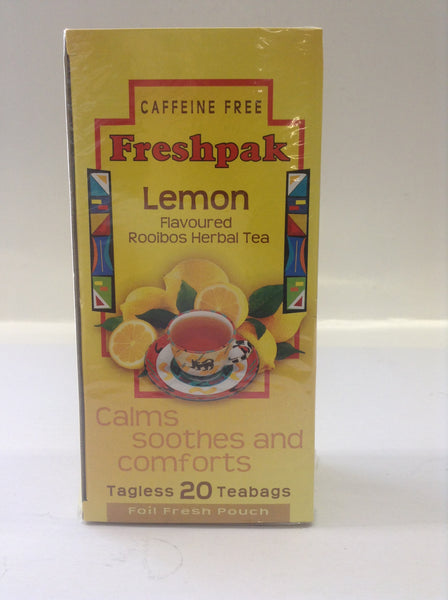 CAFFEINE FREE
Freshpak
Lemon
Flavoured
Rooibos Herbal Tea
Calms
soothes and
comforts
Tagless 20 Teabags
Foil Fresh Pouch